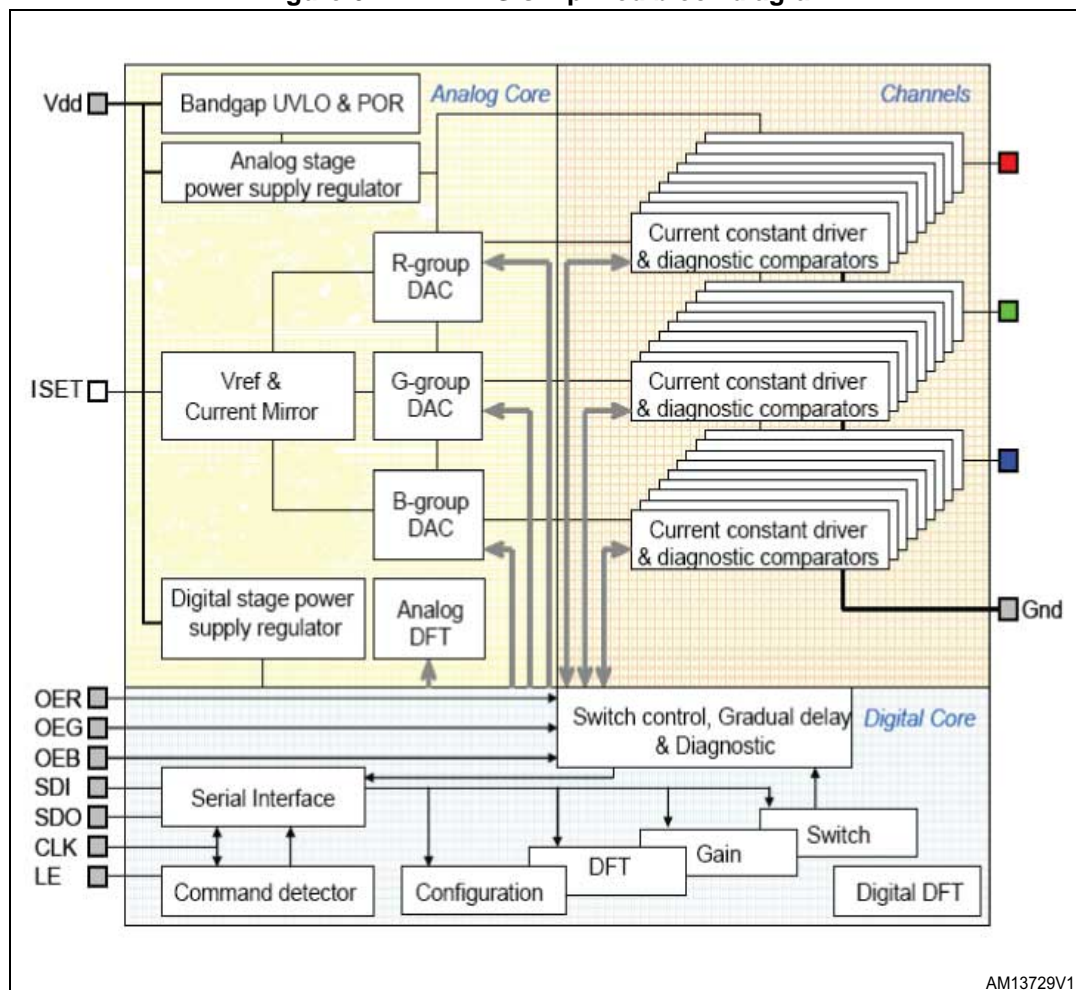 Vdd
Bandgap UVLO & POR
Analog Core
Channels
Analog stage
power supply regulator
R-group
DAC
Current constant driver
& diagnostic comparators
ISET
Vref &
Current Mirror
G-group
DAC
Current constant driver
& diagnostic comparators
B-group
DAC
Current constant driver
& diagnostic comparators
Digital stage power
supply regulator
Analog
DFT
Gnd
OER
OEG
OEB
SDI
SDO
CLK
LE
Switch control, Gradual delay
& Diagnostic
Digital Core
Serial Interface
Command detector
Configuration
DFT
Gain
Switch
Digital DFT
AM13729V1